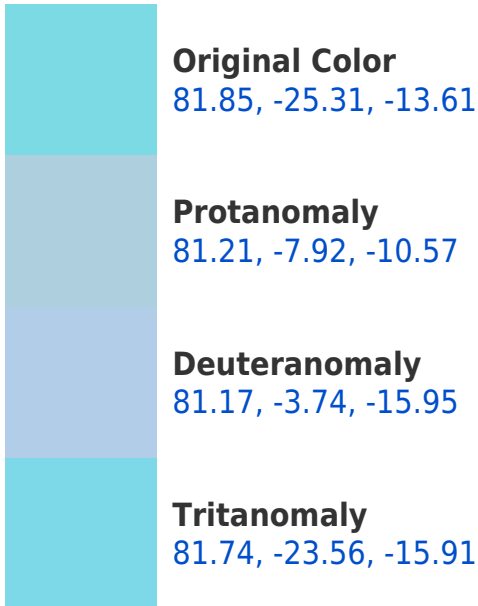 Original Color
81.85, -25.31, -13.61
Protanomaly
81.21, -7.92, -10.57
Deuteranomaly
81.17, -3.74, -15.95
Tritanomaly
81.74, -23.56, -15.91